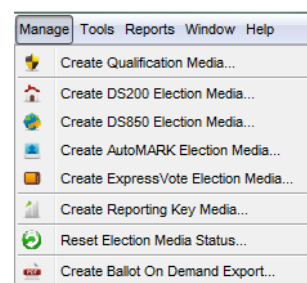 Manage Tools Reports Window Help
Create Qualification Media...
Create DS200 Election Media...
Create DS850 Election Media...
Create AutoMARK Election Media...
Create ExpressVote Election Media...
Create Reporting Key Media...
Reset Election Media Status...
PDF Create Ballot On Demand Export...